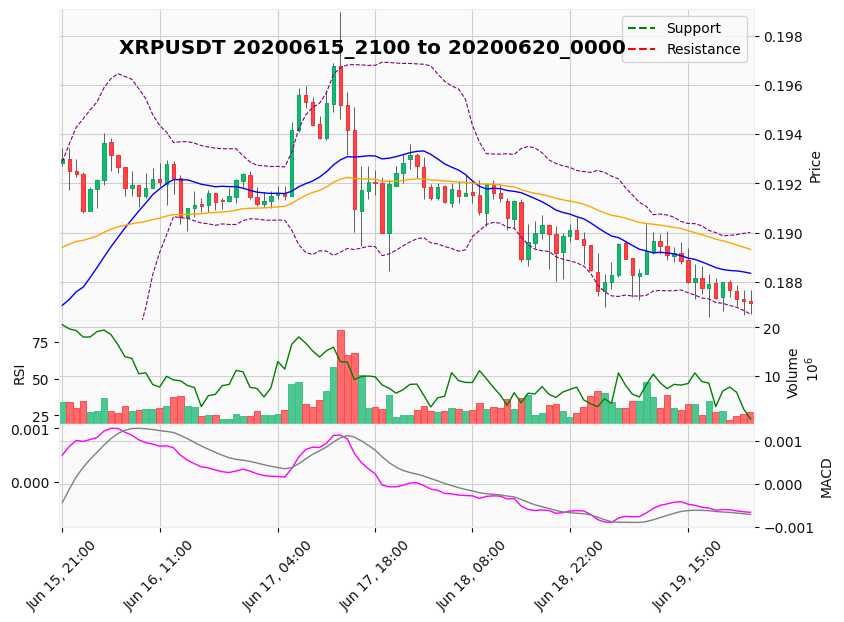 XRPUSDT 20200615_2100 to 20200620_0000
Support
Resistance
0.198
0.196
0.194
0.192
0.190
0.188
Price
75
50
25
RSI
20
10
Volume
10^6
0.001
0.000
0.001
0.000
−0.001
MACD
Jun 15, 21:00
Jun 16, 11:00
Jun 17, 04:00
Jun 17, 18:00
Jun 18, 08:00
Jun 18, 22:00
Jun 19, 15:00